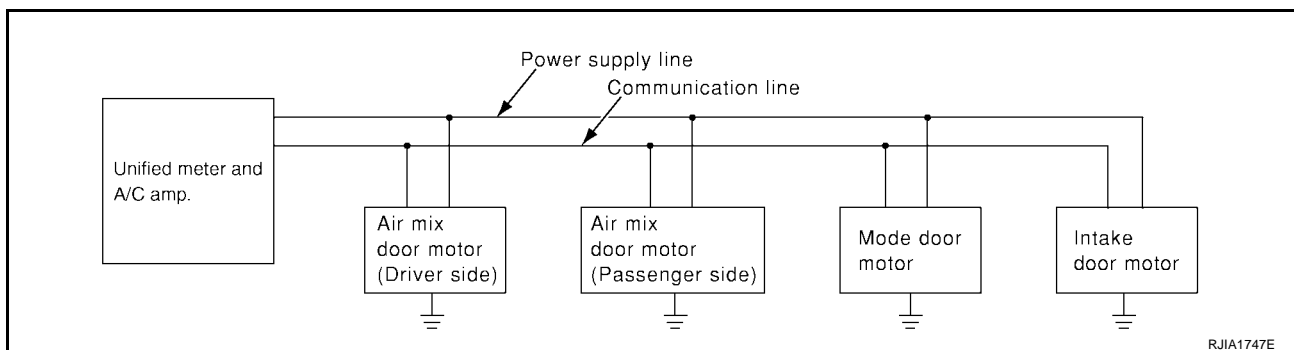 Power supply line
Communication line
Unified meter and
A/C amp.
Air mix
door motor
(Driver side)
Air mix
door motor
(Passenger side)
Mode door
motor
Intake
door motor
RJIA1747E